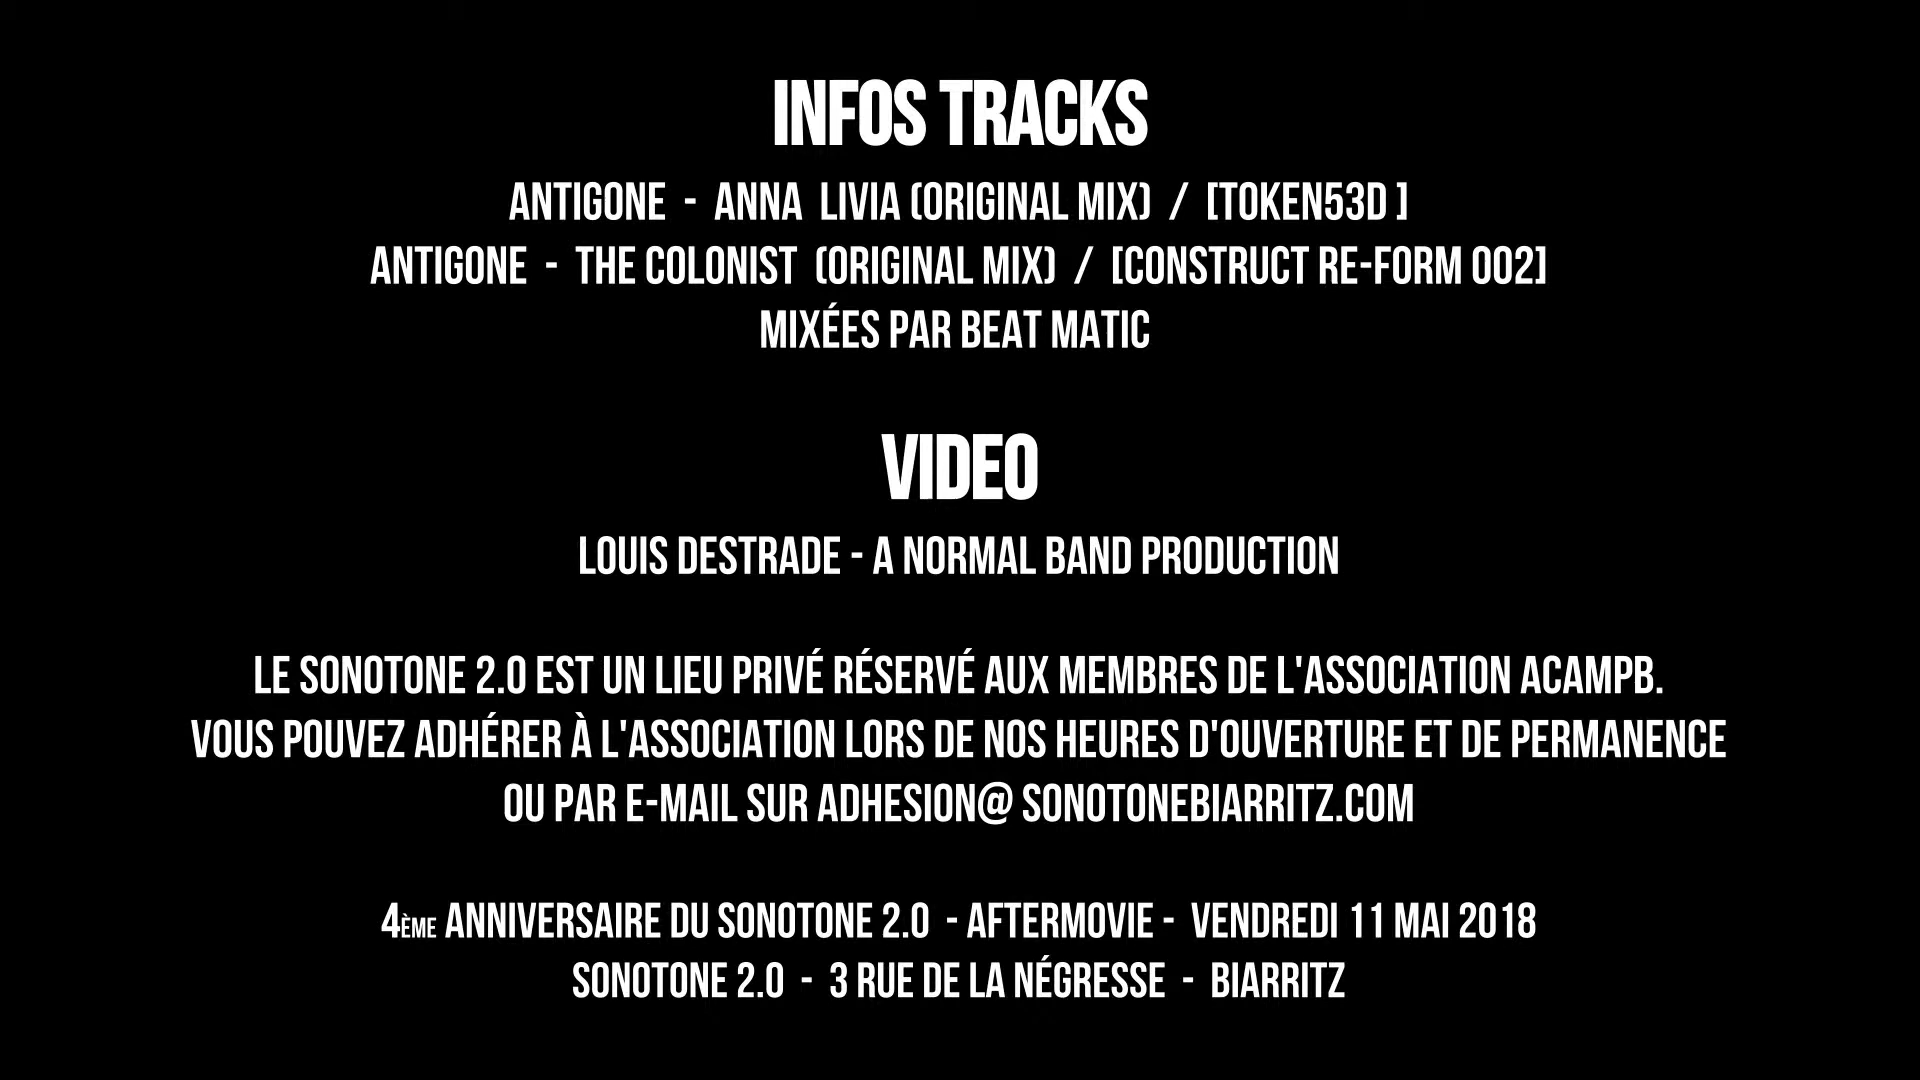 INFOS TRACKS
ANTIGONE - ANNA LIVIA (ORIGINAL MIX) / [TOKEN53D ]
ANTIGONE - THE COLONIST (ORIGINAL MIX) / [CONSTRUCT RE-FORM 002]
MIXÉES PAR BEAT MATIC
VIDEO
LOUIS DESTRADE - A NORMAL BAND PRODUCTION
LE SONOTONE 2.0 EST UN LIEU PRIVÉ RÉSERVÉ AUX MEMBRES DE L'ASSOCIATION ACAMPB.
VOUS POUVEZ ADHÉRER À L'ASSOCIATION LORS DE NOS HEURES D'OUVERTURE ET DE PERMANENCE
OU PAR E-MAIL SUR ADHESION@ SONOTONEBIARRITZ.COM
4ÈME ANNIVERSAIRE DU SONOTONE 2.0 - AFTERMOVIE - VENDREDI 11 MAI 2018
SONOTONE 2.0 - 3 RUE DE LA NÉGRESSE - BIARRITZ